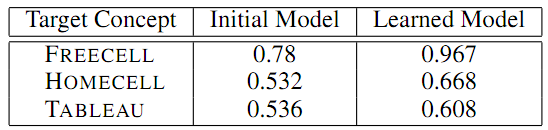 Target Concept Initial Model Learned Model
FREECELL 0.78 0.967
HOMECELL 0.532 0.668
TABLEAU 0.536 0.608